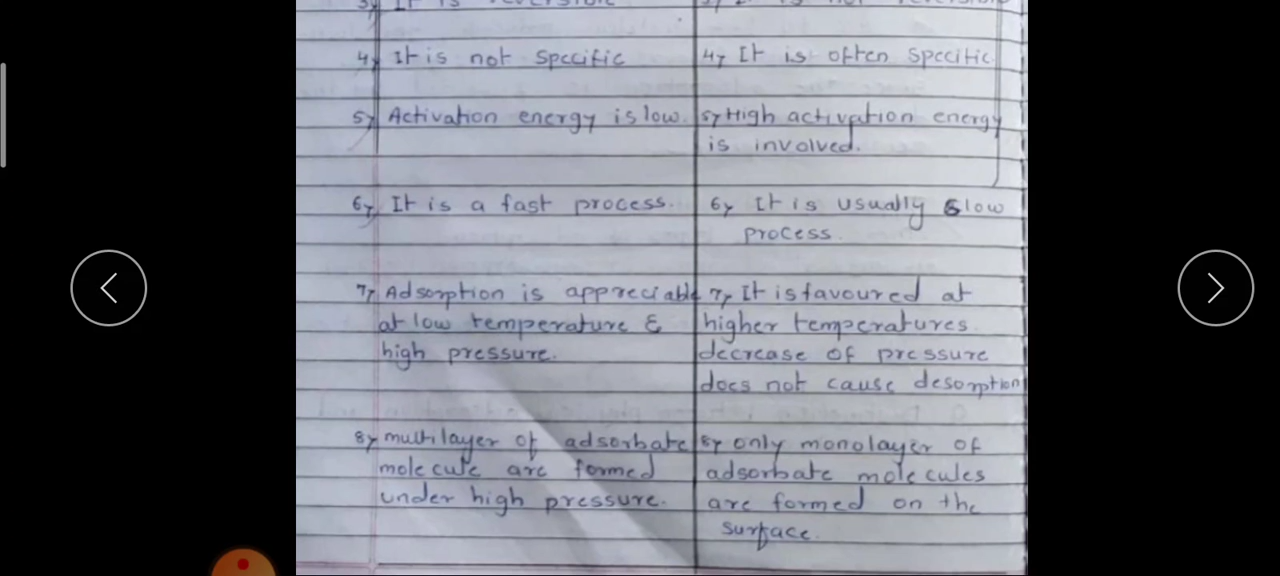 4) It is not specific
4) It is often specific.
5) Activation energy is low.
5) High activation energy
is involved.
6) It is a fast process.
6) It is usually slow
process.
7) Adsorption is appreciable
at low temperature &
high pressure.
7) It is favoured at
higher temperatures.
decrease of pressure
does not cause desorption
8) multilayer of adsorbate
molecule are formed
under high pressure.
8) only monolayer of
adsorbate molecules
are formed on the
surface.